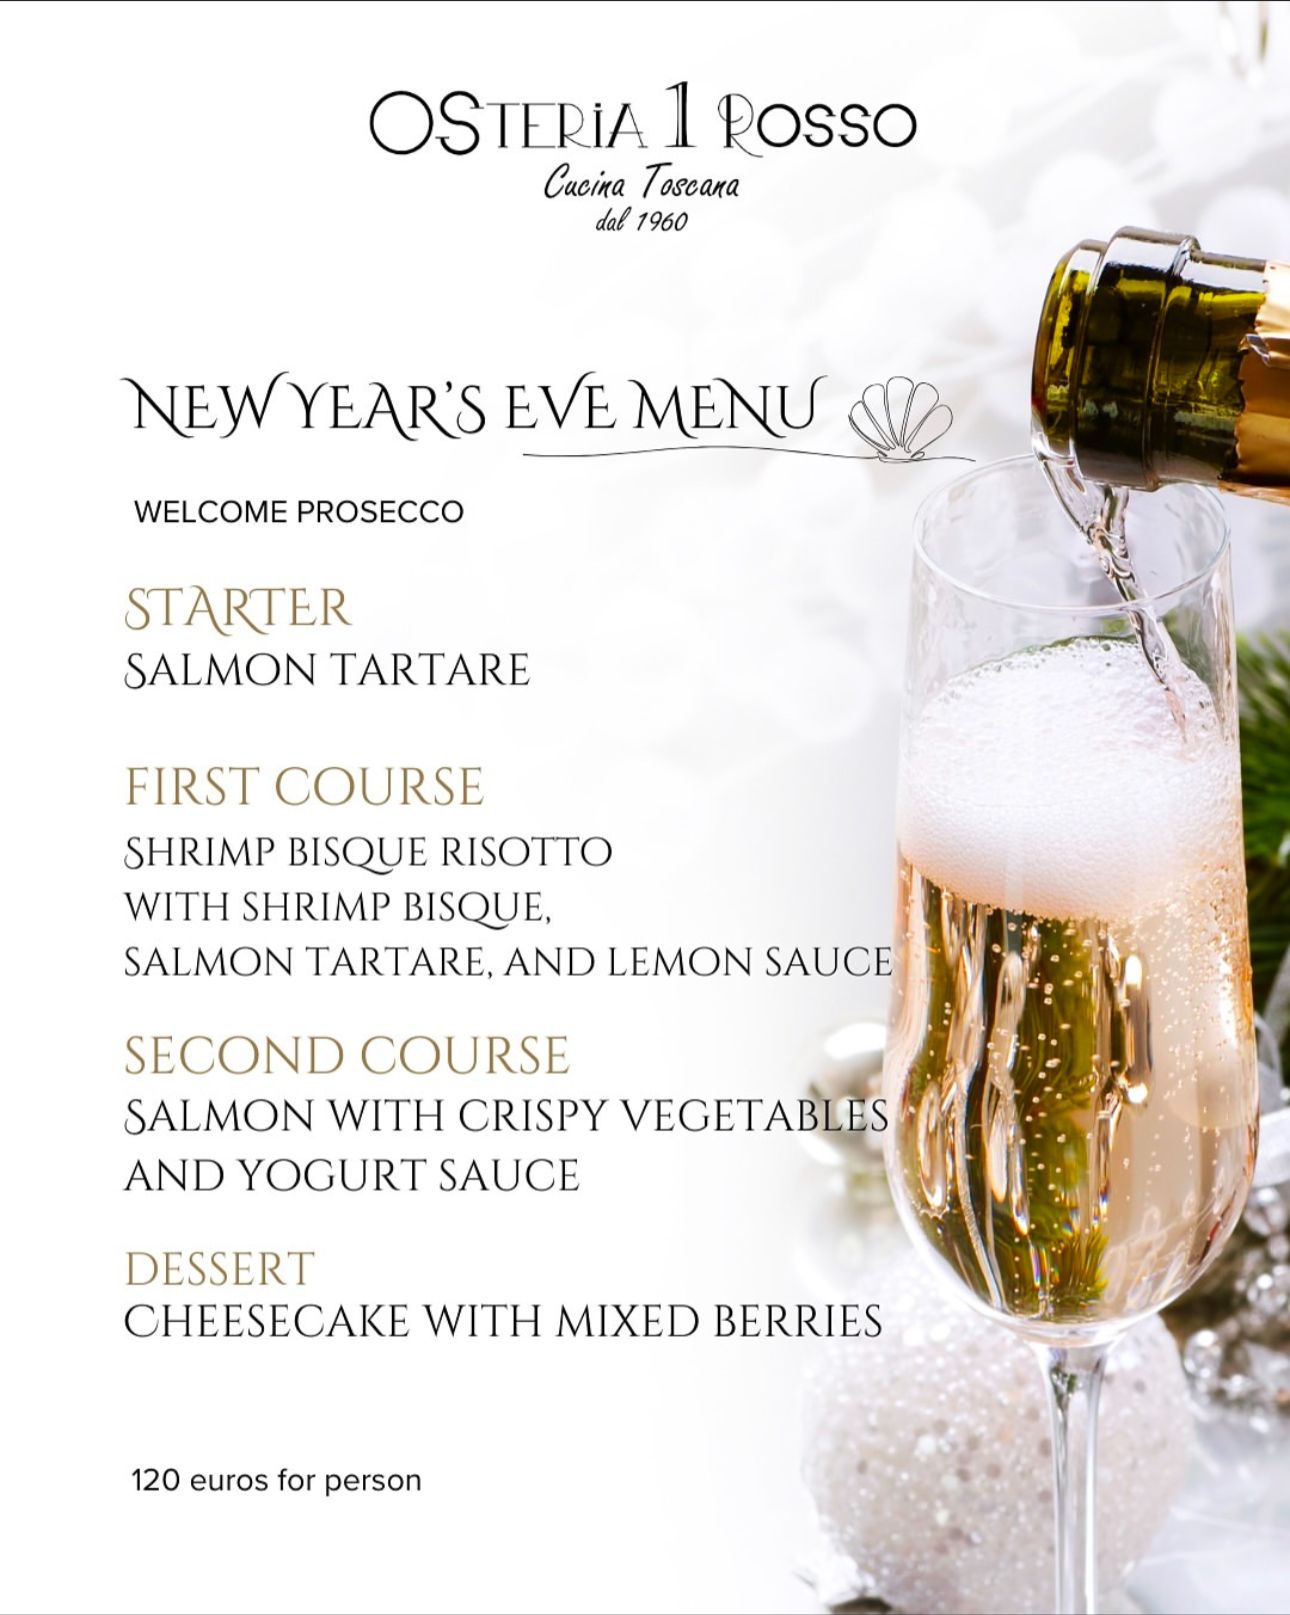 OSTERIA 1 ROSSO
Cucina Toscana
dal 1960
NEW YEAR'S EVE MENU
WELCOME PROSECCO
STARTER
SALMON TARTARE
FIRST COURSE
SHRIMP BISQUE RISOTTO
WITH SHRIMP BISQUE,
SALMON TARTARE, AND LEMON SAUCE
SECOND COURSE
SALMON WITH CRISPY VEGETABLES
AND YOGURT SAUCE
DESSERT
CHEESECAKE WITH MIXED BERRIES
120 euros for person